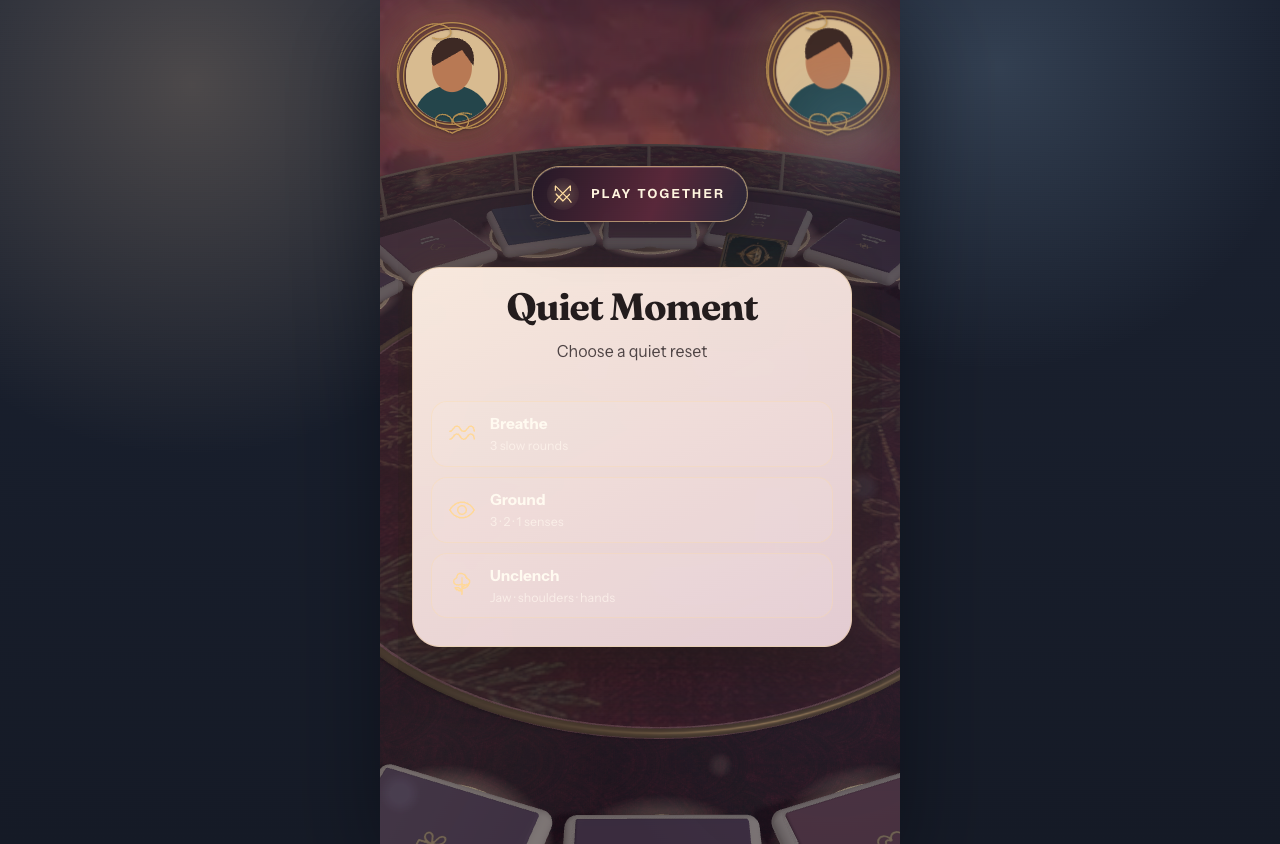 PLAY TOGETHER
Quiet Moment
Choose a quiet reset
Breathe
3 slow rounds
Ground
3 · 2 · 1 senses
Unclench
Jaw · shoulders · hands